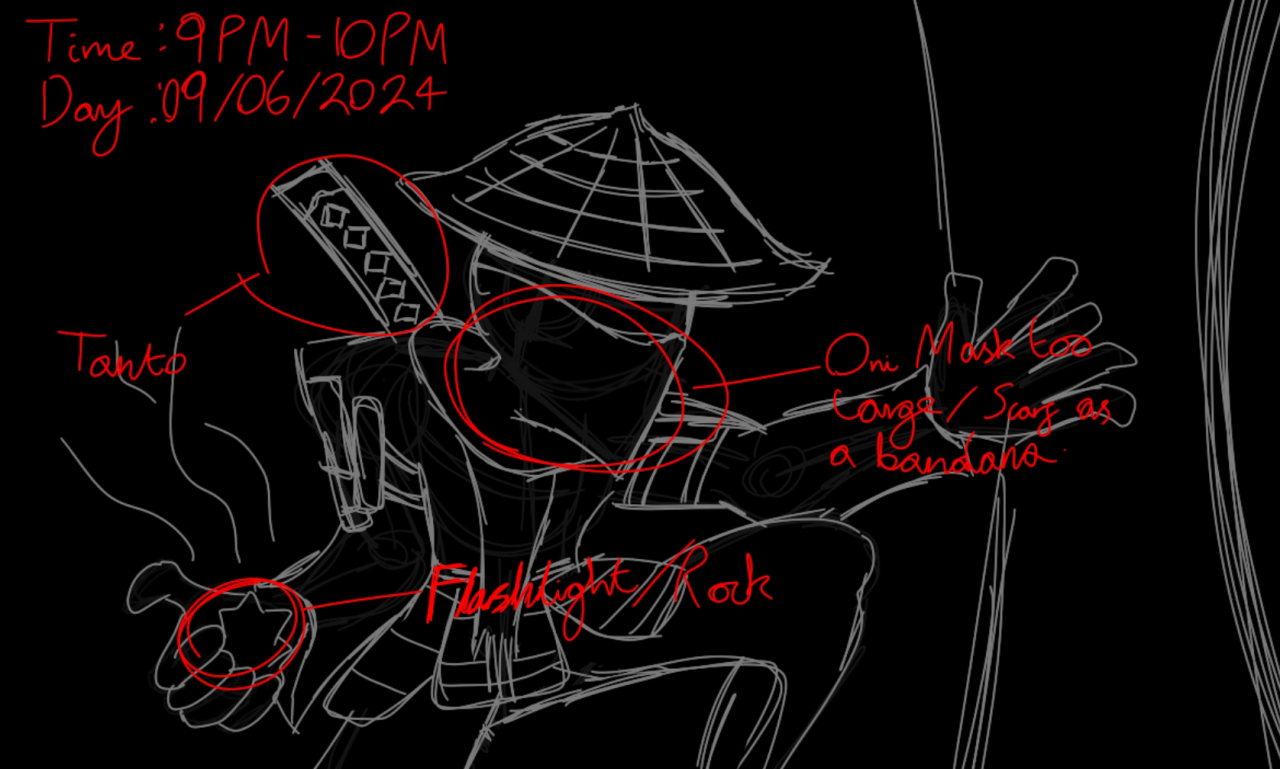 Time : 9PM - 10PM
Day : 09/06/2024
Tanto
Oni Mask too
Large / Scarf as
a bandana.
Flashlight / Rock